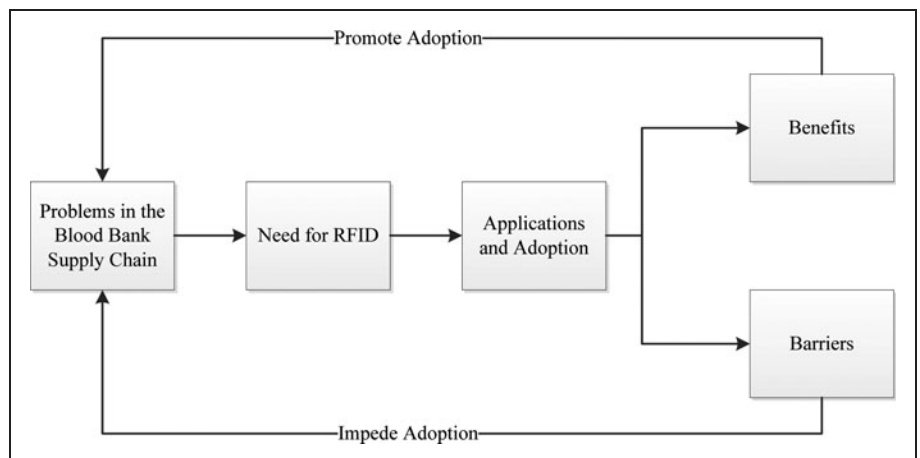 Promote Adoption
Benefits
Problems in the
Blood Bank
Supply Chain
Need for RFID
Applications
and Adoption
Barriers
Impede Adoption